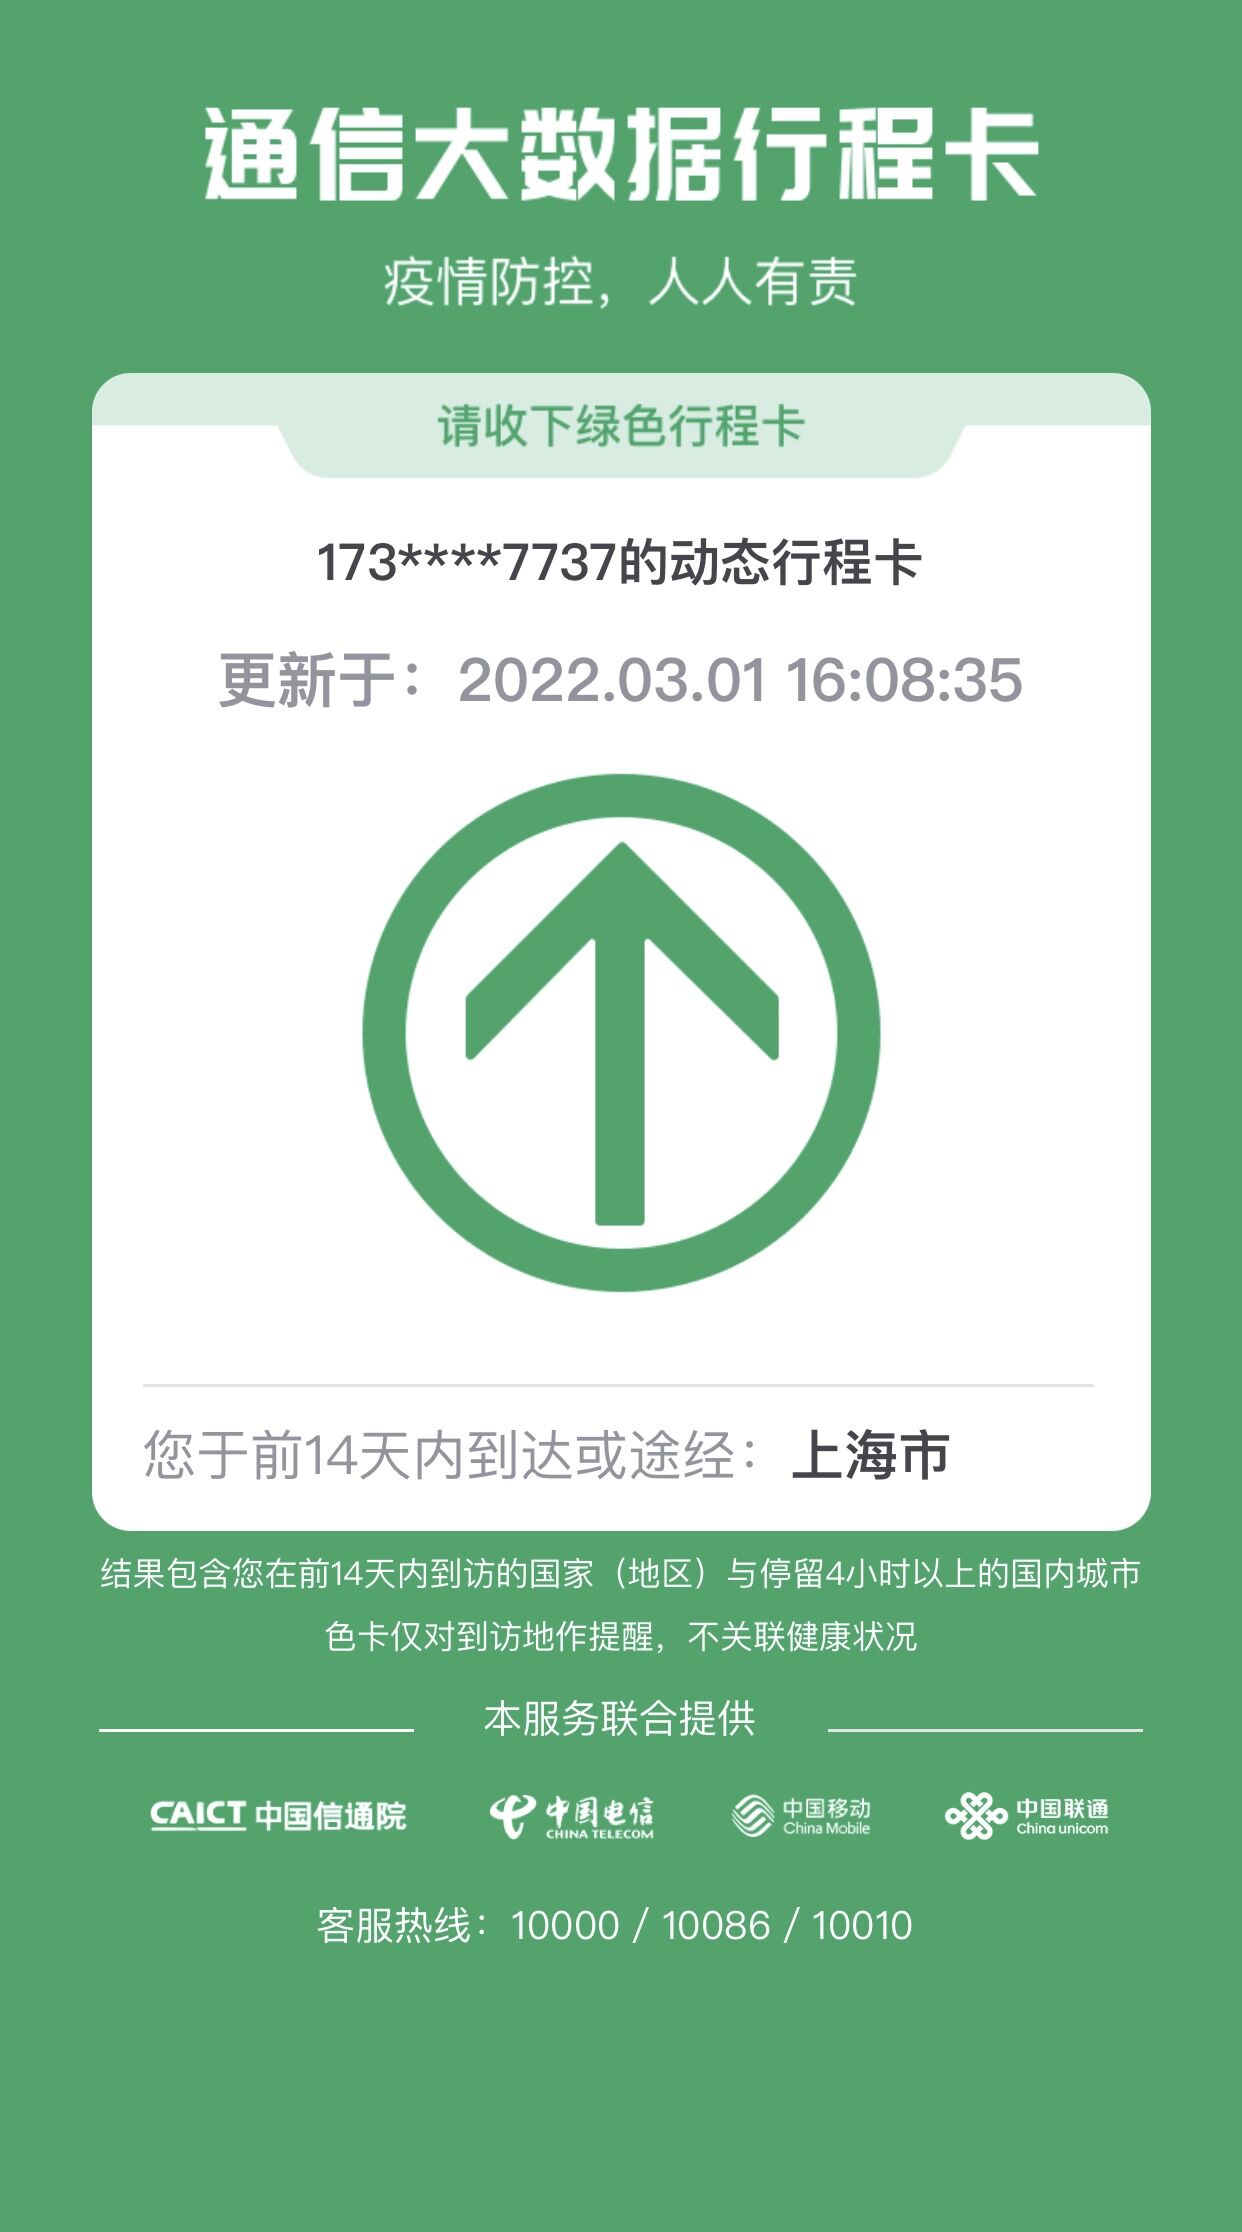 通信大数据行程卡
疫情防控，人人有责
请收下绿色行程卡
173****7737的动态行程卡
更新于：2022.03.01 16:08:35
您于前14天内到达或途经：上海市
结果包含您在前14天内到访的国家（地区）与停留4小时以上的国内城市
色卡仅对到访地作提醒，不关联健康状况
本服务联合提供
CAICT 中国信通院
中国电信
CHINA TELECOM
中国移动
China Mobile
中国联通
China unicom
客服热线：10000 / 10086 / 10010